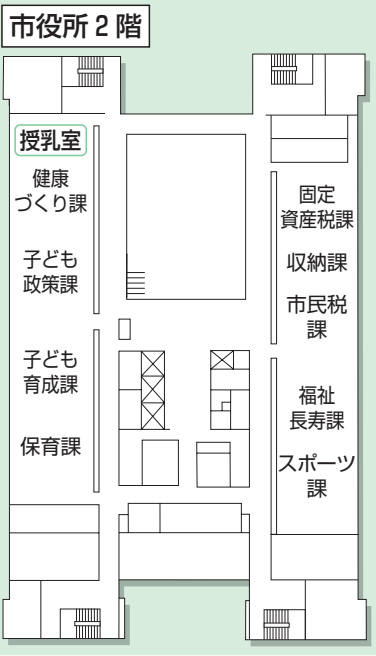 市役所2階
授乳室
健康
づくり課
子ども
政策課
子ども
育成課
保育課
固定
資産税課
収納課
市民税
課
福祉
長寿課
スポーツ
課